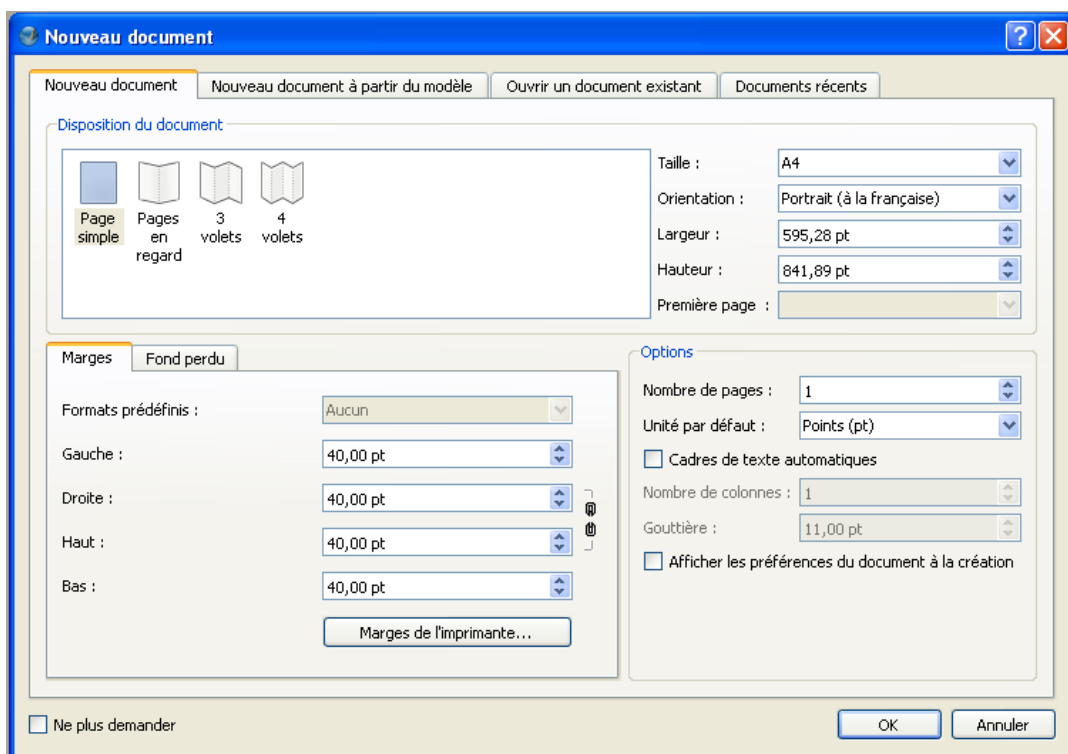 Nouveau document
Nouveau document
Nouveau document à partir du modèle
Ouvrir un document existant
Documents récents
Disposition du document
Page simple
Pages en regard
3 volets
4 volets
Taille :
A4
Orientation :
Portrait (à la française)
Largeur :
595,28 pt
Hauteur :
841,89 pt
Première page :
Marges
Fond perdu
Formats prédéfinis :
Aucun
Gauche :
40,00 pt
Droite :
40,00 pt
Haut :
40,00 pt
Bas :
40,00 pt
Marges de l'imprimante...
Options
Nombre de pages :
1
Unité par défaut :
Points (pt)
Cadres de texte automatiques
Nombre de colonnes :
1
Gouttière :
11,00 pt
Afficher les préférences du document à la création
Ne plus demander
OK
Annuler